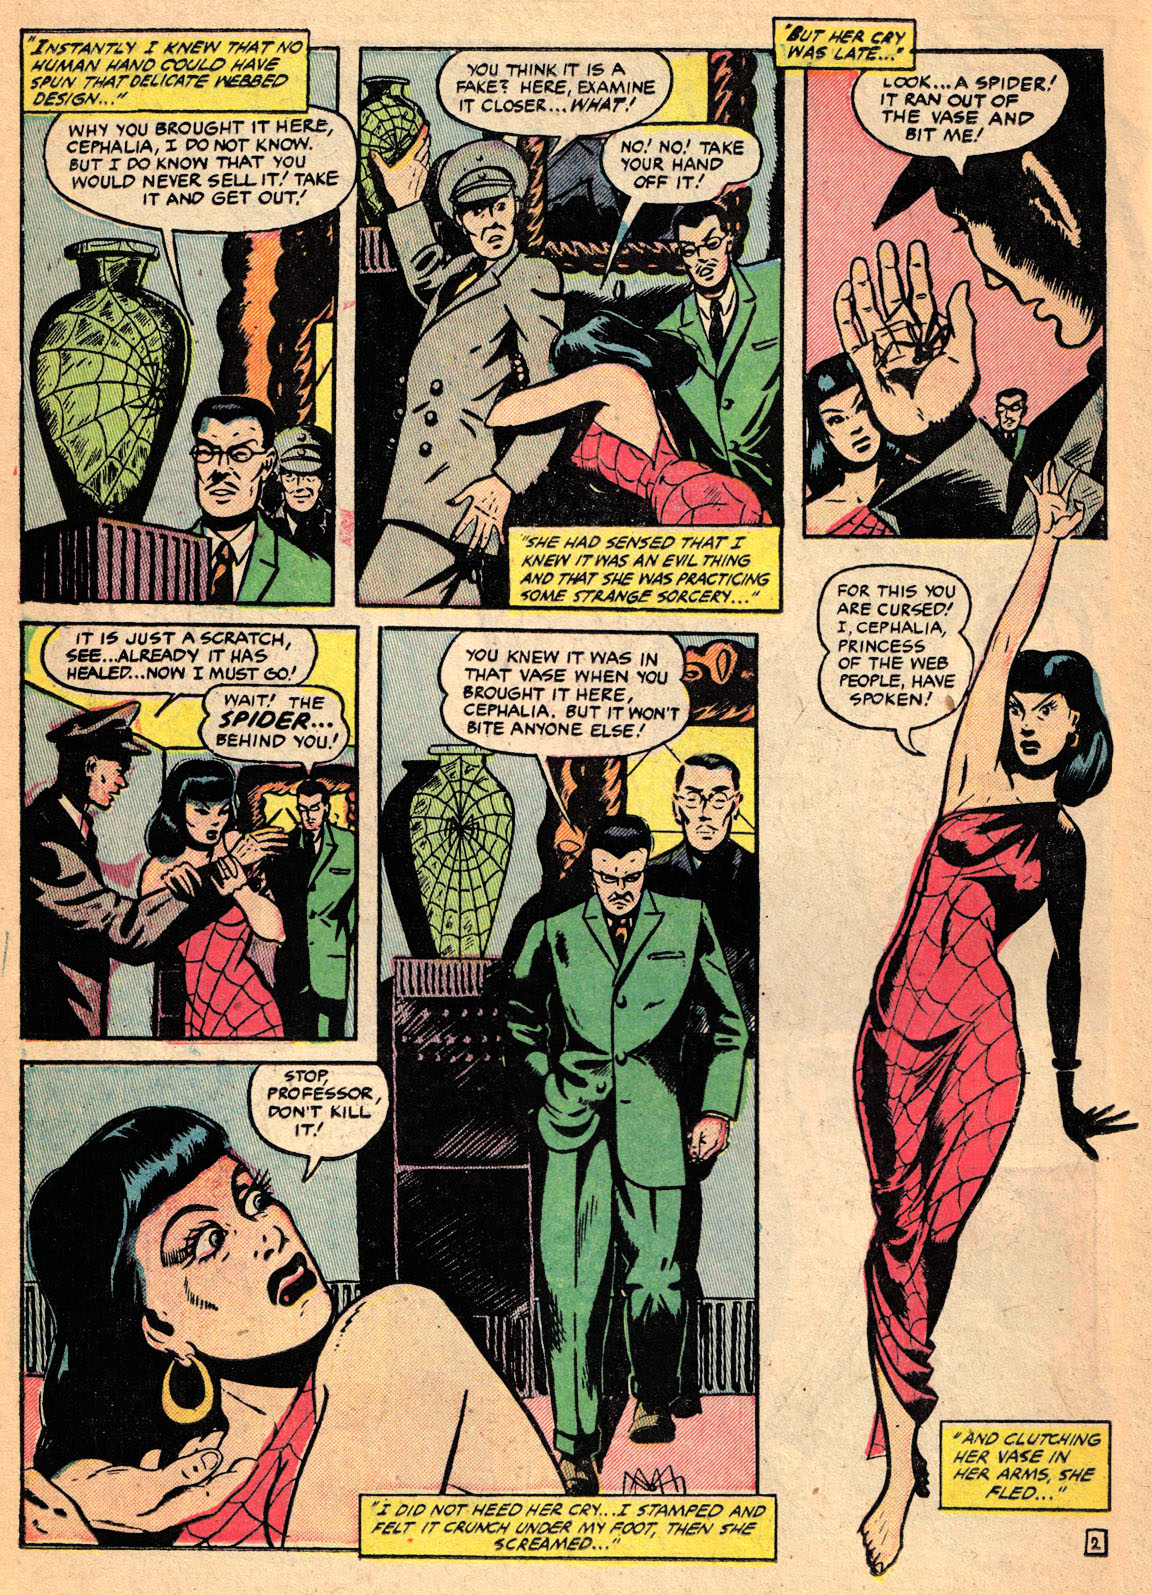 "INSTANTLY I KNEW THAT NO
HUMAN HAND COULD HAVE
SPUN THAT DELICATE WEBBED
DESIGN..."
WHY YOU BROUGHT IT HERE,
CEPHALIA, I DO NOT KNOW.
BUT I DO KNOW THAT YOU
WOULD NEVER SELL IT! TAKE
IT AND GET OUT!
YOU THINK IT IS A
FAKE? HERE, EXAMINE
IT CLOSER... WHAT!
NO! NO! TAKE
YOUR HAND
OFF IT!
"SHE HAD SENSED THAT I
KNEW IT WAS AN EVIL THING
AND THAT SHE WAS PRACTICING
SOME STRANGE SORCERY..."
"BUT HER CRY
WAS LATE..."
LOOK...A SPIDER!
IT RAN OUT OF
THE VASE AND
BIT ME!
IT IS JUST A SCRATCH,
SEE...ALREADY IT HAS
HEALED...NOW I MUST GO!
WAIT! THE
SPIDER...
BEHIND YOU!
YOU KNEW IT WAS IN
THAT VASE WHEN YOU
BROUGHT IT HERE,
CEPHALIA. BUT IT WON'T
BITE ANYONE ELSE!
STOP,
PROFESSOR,
DON'T KILL
IT!
"I DID NOT HEED HER CRY...I STAMPED AND
FELT IT CRUNCH UNDER MY FOOT, THEN SHE
SCREAMED..."
FOR THIS YOU
ARE CURSED!
I, CEPHALIA,
PRINCESS
OF THE WEB
PEOPLE, HAVE
SPOKEN!
"AND CLUTCHING
HER VASE IN
HER ARMS, SHE
FLED..."
2